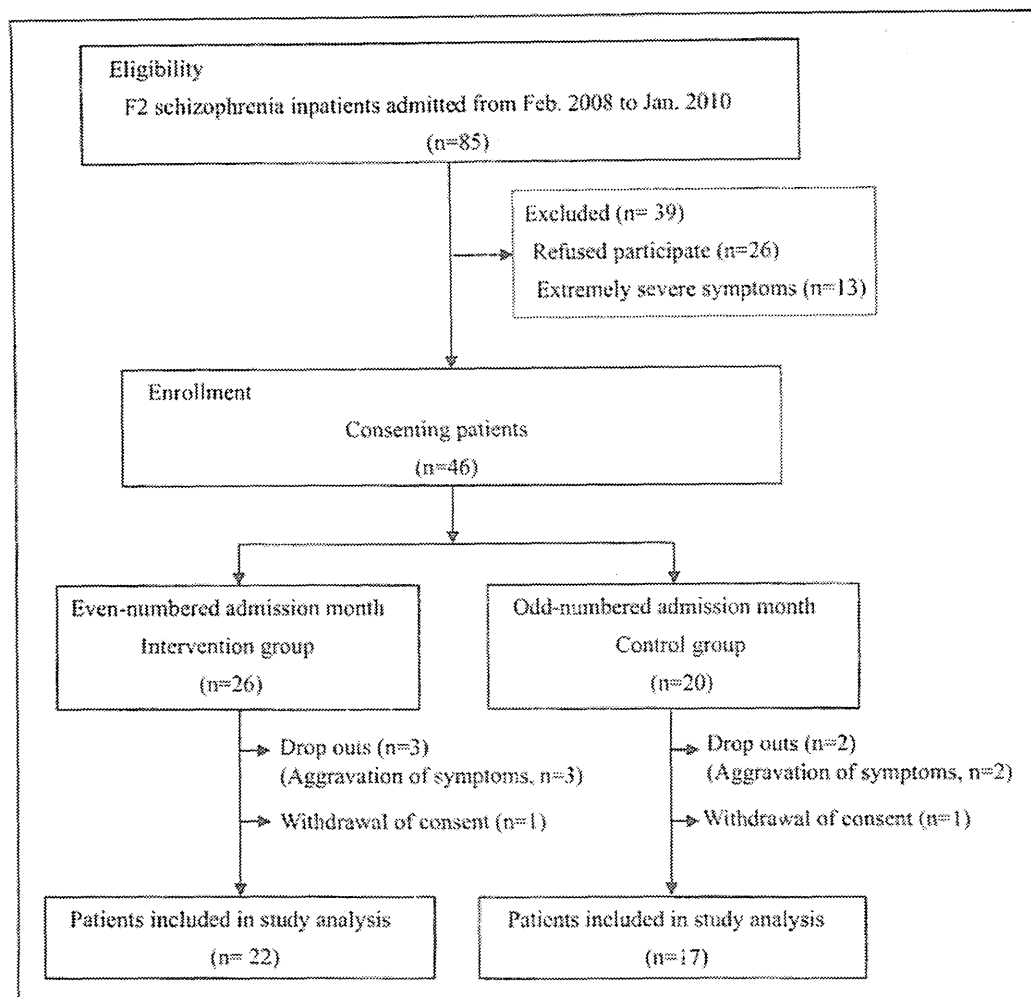 Eligibility
F2 schizophrenia inpatients admitted from Feb. 2008 to Jan. 2010
(n=85)
Excluded (n= 39)
Refused participate (n=26)
Extremely severe symptoms (n=13)
Enrollment
Consenting patients
(n=46)
Even-numbered admission month
Intervention group
(n=26)
Odd-numbered admission month
Control group
(n=20)
Drop outs (n=3)
(Aggravation of symptoms, n=3)
Withdrawal of consent (n=1)
Drop outs (n=2)
(Aggravation of symptoms, n=2)
Withdrawal of consent (n=1)
Patients included in study analysis
(n= 22)
Patients included in study analysis
(n=17)